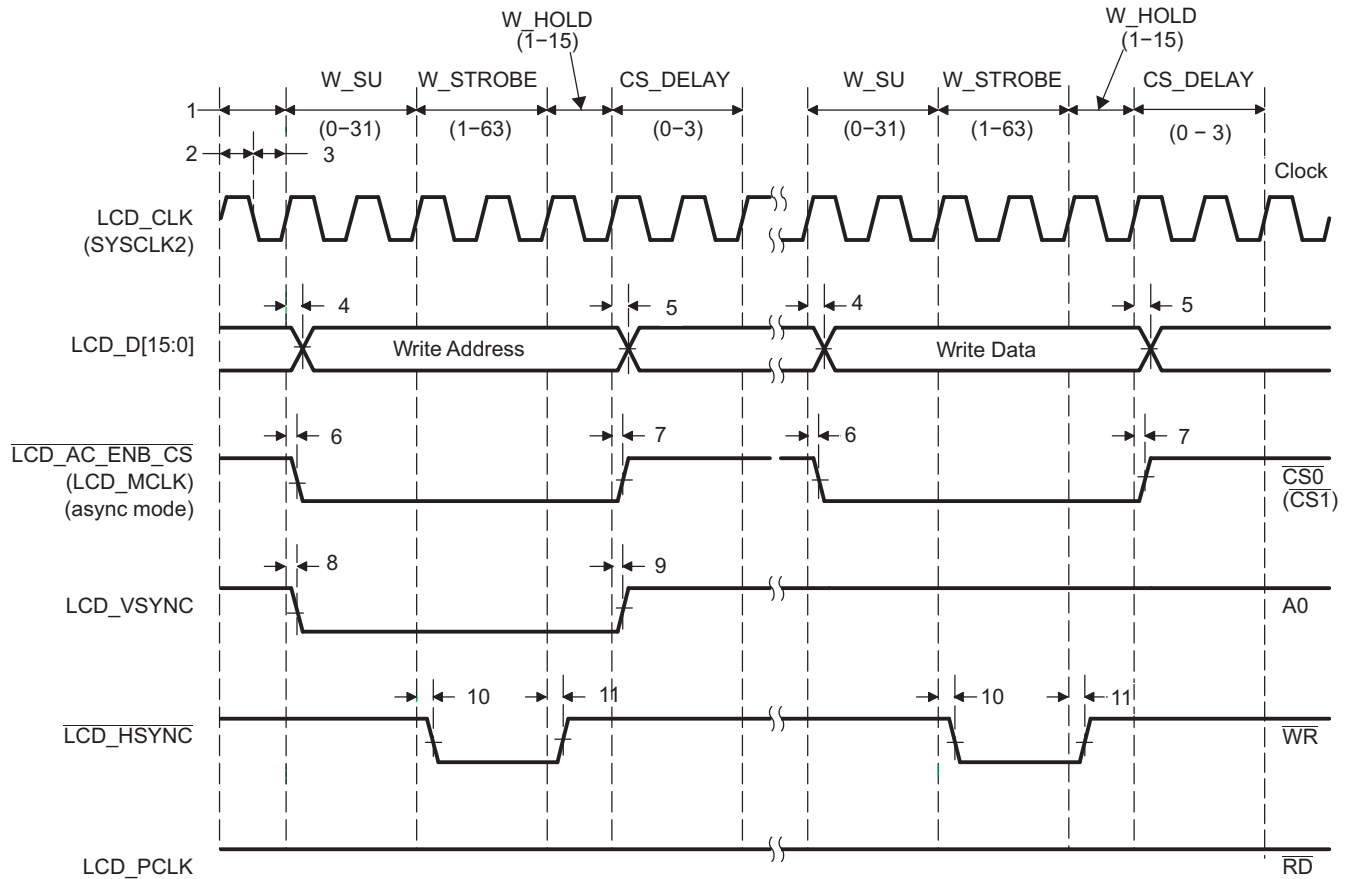 W_HOLD
(1−15)
W_HOLD
(1−15)
W_SU
W_STROBE
CS_DELAY
W_SU
W_STROBE
CS_DELAY
1
(0−31)
(1−63)
(0−3)
(0−31)
(1−63)
(0 − 3)
2
3
Clock
LCD_CLK
(SYSCLK2)
4
5
4
5
LCD_D[15:0]
Write Address
Write Data
6
7
6
7
LCD_AC_ENB_CS
(LCD_MCLK)
(async mode)
CS0
(CS1)
8
9
LCD_VSYNC
A0
10
11
10
11
LCD_HSYNC
WR
LCD_PCLK
RD